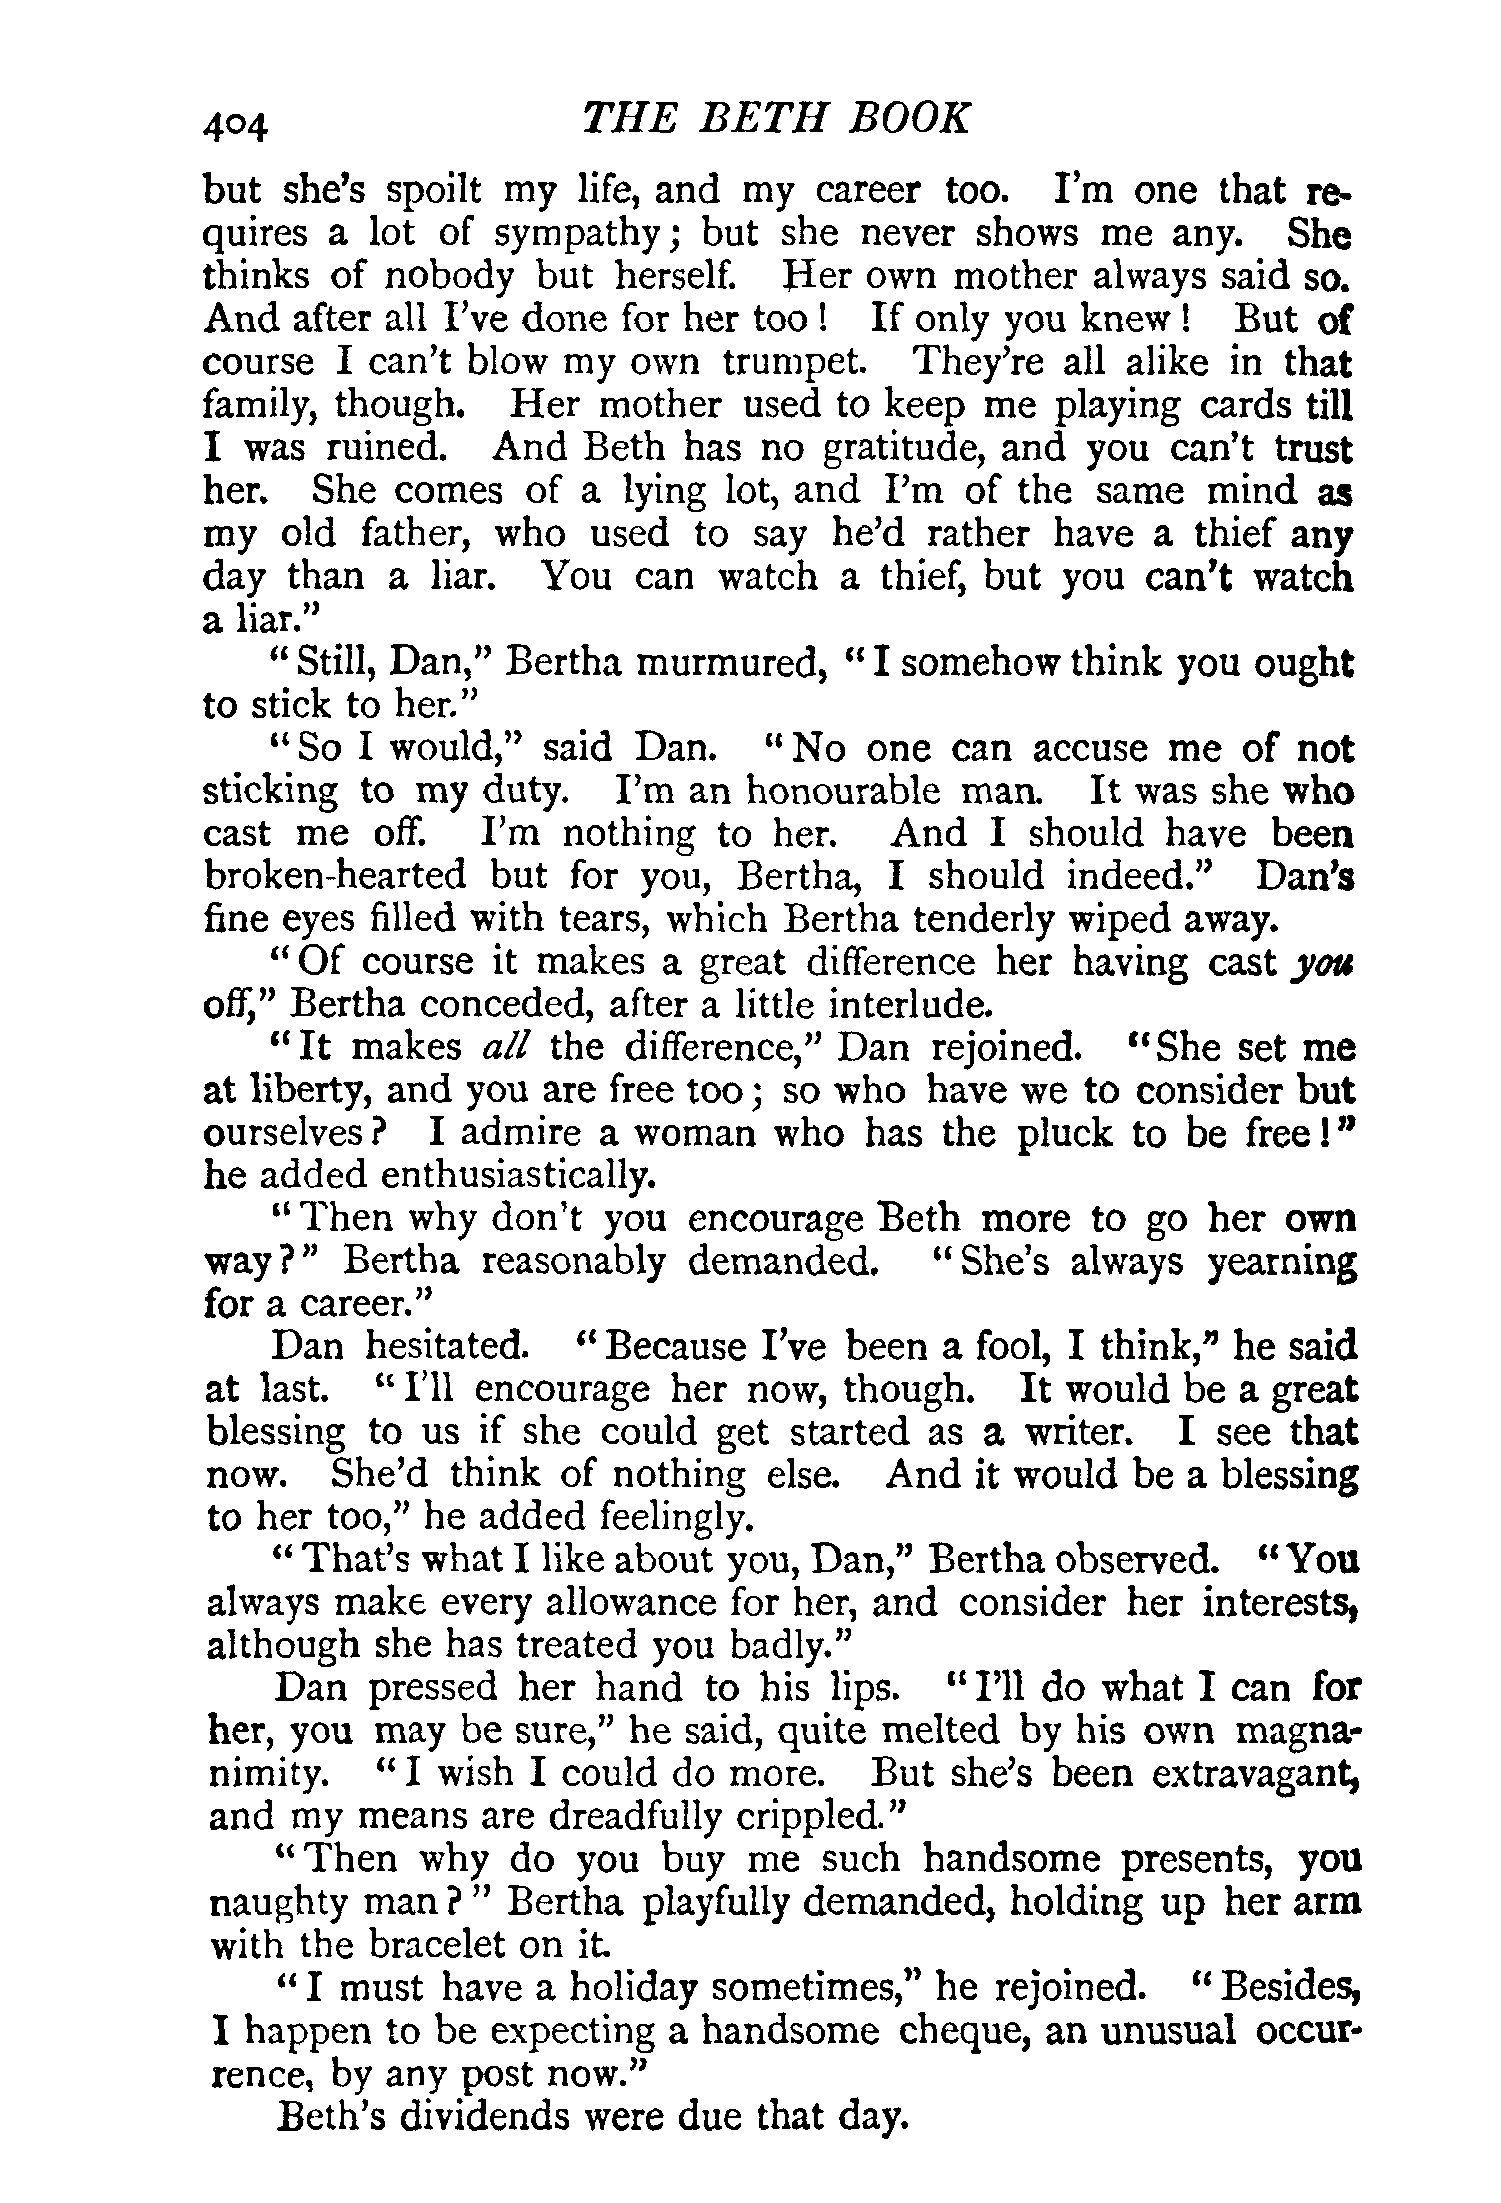 404 THE BETH BOOK
but she's spoilt my life, and my career too. I'm one that re-
quires a lot of sympathy; but she never shows me any. She
thinks of nobody but herself. Her own mother always said so.
And after all I've done for her too! If only you knew! But of
course I can't blow my own trumpet. They're all alike in that
family, though. Her mother used to keep me playing cards till
I was ruined. And Beth has no gratitude, and you can't trust
her. She comes of a lying lot, and I'm of the same mind as
my old father, who used to say he'd rather have a thief any
day than a liar. You can watch a thief, but you can't watch
a liar."
"Still, Dan," Bertha murmured, "I somehow think you ought
to stick to her."
"So I would," said Dan. "No one can accuse me of not
sticking to my duty. I'm an honourable man. It was she who
cast me off. I'm nothing to her. And I should have been
broken-hearted but for you, Bertha, I should indeed." Dan's
fine eyes filled with tears, which Bertha tenderly wiped away.
"Of course it makes a great difference her having cast you
off," Bertha conceded, after a little interlude.
"It makes all the difference," Dan rejoined. "She set me
at liberty, and you are free too; so who have we to consider but
ourselves? I admire a woman who has the pluck to be free!"
he added enthusiastically.
"Then why don't you encourage Beth more to go her own
way?" Bertha reasonably demanded. "She's always yearning
for a career."
Dan hesitated. "Because I've been a fool, I think," he said
at last. "I'll encourage her now, though. It would be a great
blessing to us if she could get started as a writer. I see that
now. She'd think of nothing else. And it would be a blessing
to her too," he added feelingly.
"That's what I like about you, Dan," Bertha observed. "You
always make every allowance for her, and consider her interests,
although she has treated you badly."
Dan pressed her hand to his lips. "I'll do what I can for
her, you may be sure," he said, quite melted by his own magna-
nimity. "I wish I could do more. But she's been extravagant,
and my means are dreadfully crippled."
"Then why do you buy me such handsome presents, you
naughty man?" Bertha playfully demanded, holding up her arm
with the bracelet on it.
"I must have a holiday sometimes," he rejoined. "Besides,
I happen to be expecting a handsome cheque, an unusual occur-
rence, by any post now."
Beth's dividends were due that day.